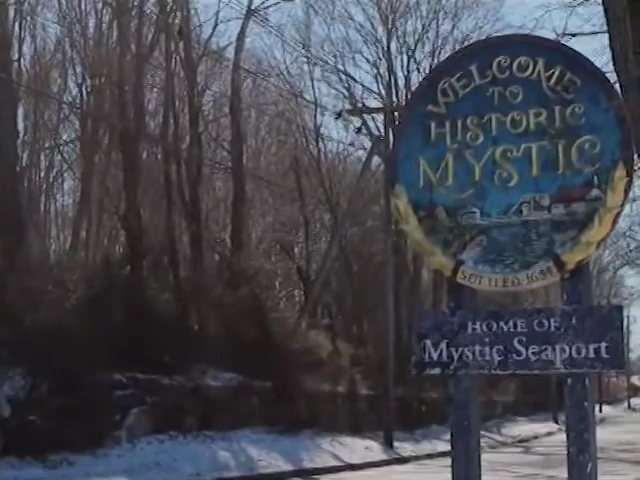 WELCOME
TO
HISTORIC
MYSTIC
SETTLED 1654
HOME OF
MYSTIC SEAPORT